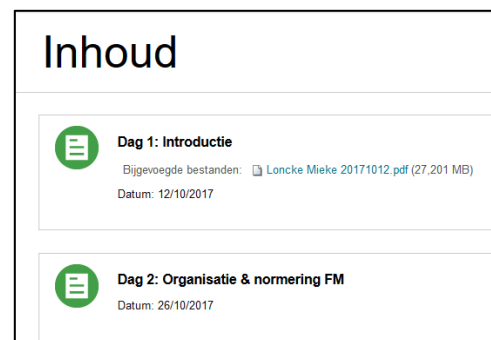 Inhoud
Dag 1: Introductie
Bijgevoegde bestanden: Loncke Mieke 20171012.pdf (27,201 MB)
Datum: 12/10/2017
Dag 2: Organisatie & normering FM
Datum: 26/10/2017